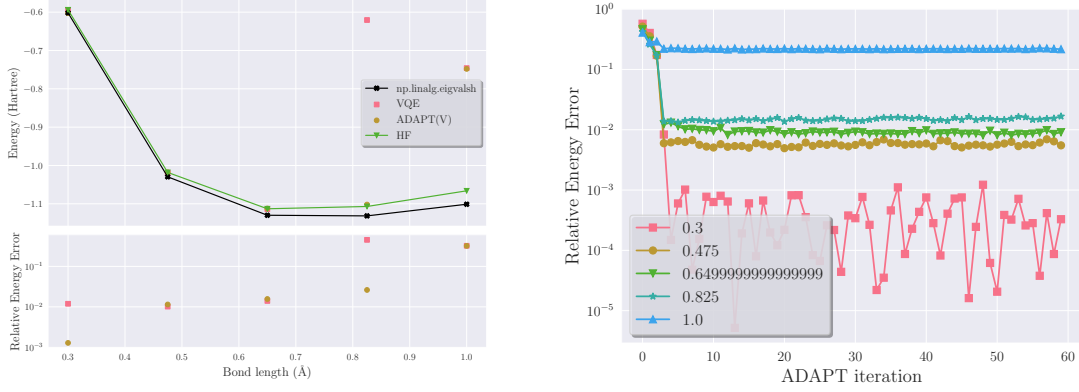 −0.6
−0.7
−0.8
−0.9
−1.0
−1.1
Energy (Hartree)
np.linalg.eigvalsh
VQE
ADAPT(V)
HF
10⁻¹
10⁻²
10⁻³
Relative Energy Error
0.3 0.4 0.5 0.6 0.7 0.8 0.9 1.0
Bond length (Å)
10⁰
10⁻¹
10⁻²
10⁻³
10⁻⁴
10⁻⁵
Relative Energy Error
0.3
0.475
0.6499999999999999
0.825
1.0
0 10 20 30 40 50 60
ADAPT iteration